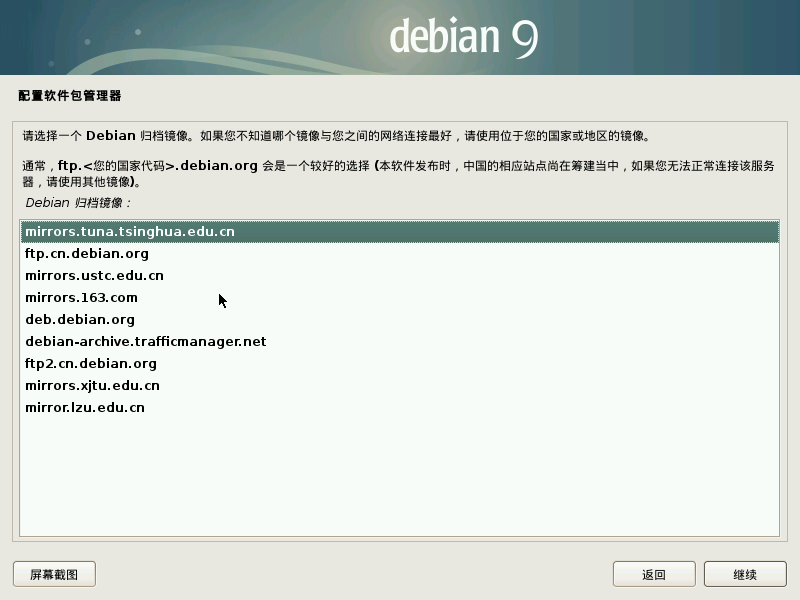 debian 9
配置软件包管理器
请选择一个 Debian 归档镜像。如果您不知道哪个镜像与您之间的网络连接最好，请使用位于您的国家或地区的镜像。
通常，ftp.<您的国家代码>.debian.org 会是一个较好的选择 (本软件发布时，中国的相应站点尚在筹建当中，如果您无法正常连接该服务
器，请使用其他镜像)。
Debian 归档镜像：
mirrors.tuna.tsinghua.edu.cn
ftp.cn.debian.org
mirrors.ustc.edu.cn
mirrors.163.com
deb.debian.org
debian-archive.trafficmanager.net
ftp2.cn.debian.org
mirrors.xjtu.edu.cn
mirror.lzu.edu.cn
屏幕截图
返回
继续